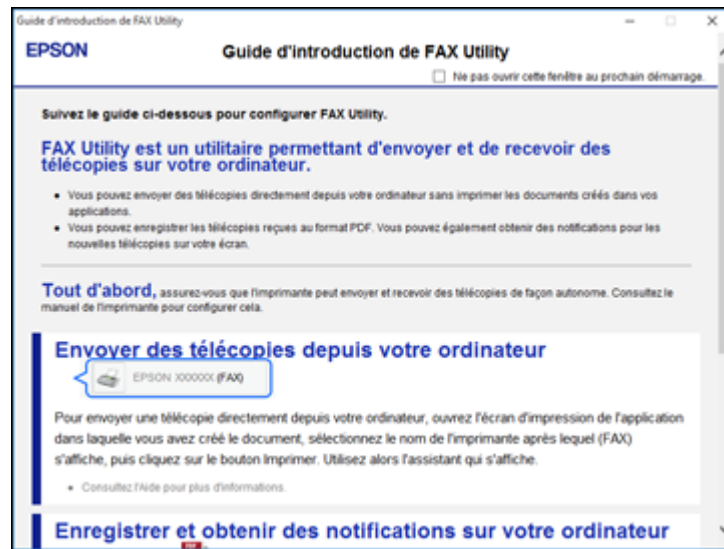 Guide d'introduction de FAX Utility
EPSON
Guide d'introduction de FAX Utility
Ne pas ouvrir cette fenêtre au prochain démarrage.
Suivez le guide ci-dessous pour configurer FAX Utility.
FAX Utility est un utilitaire permettant d'envoyer et de recevoir des
télécopies sur votre ordinateur.
• Vous pouvez envoyer des télécopies directement depuis votre ordinateur sans imprimer les documents créés dans vos
applications.
• Vous pouvez enregistrer les télécopies reçues au format PDF. Vous pouvez également obtenir des notifications pour les
nouvelles télécopies sur votre écran.
Tout d'abord, assurez-vous que l'imprimante peut envoyer et recevoir des télécopies de façon autonome. Consultez le
manuel de l'imprimante pour configurer cela.
Envoyer des télécopies depuis votre ordinateur
EPSON XXXXXX (FAX)
Pour envoyer une télécopie directement depuis votre ordinateur, ouvrez l'écran d'impression de l'application
dans laquelle vous avez créé le document, sélectionnez le nom de l'imprimante après lequel (FAX)
s'affiche, puis cliquez sur le bouton Imprimer. Utilisez alors l'assistant qui s'affiche.
• Consultez l'Aide pour plus d'informations.
Enregistrer et obtenir des notifications sur votre ordinateur